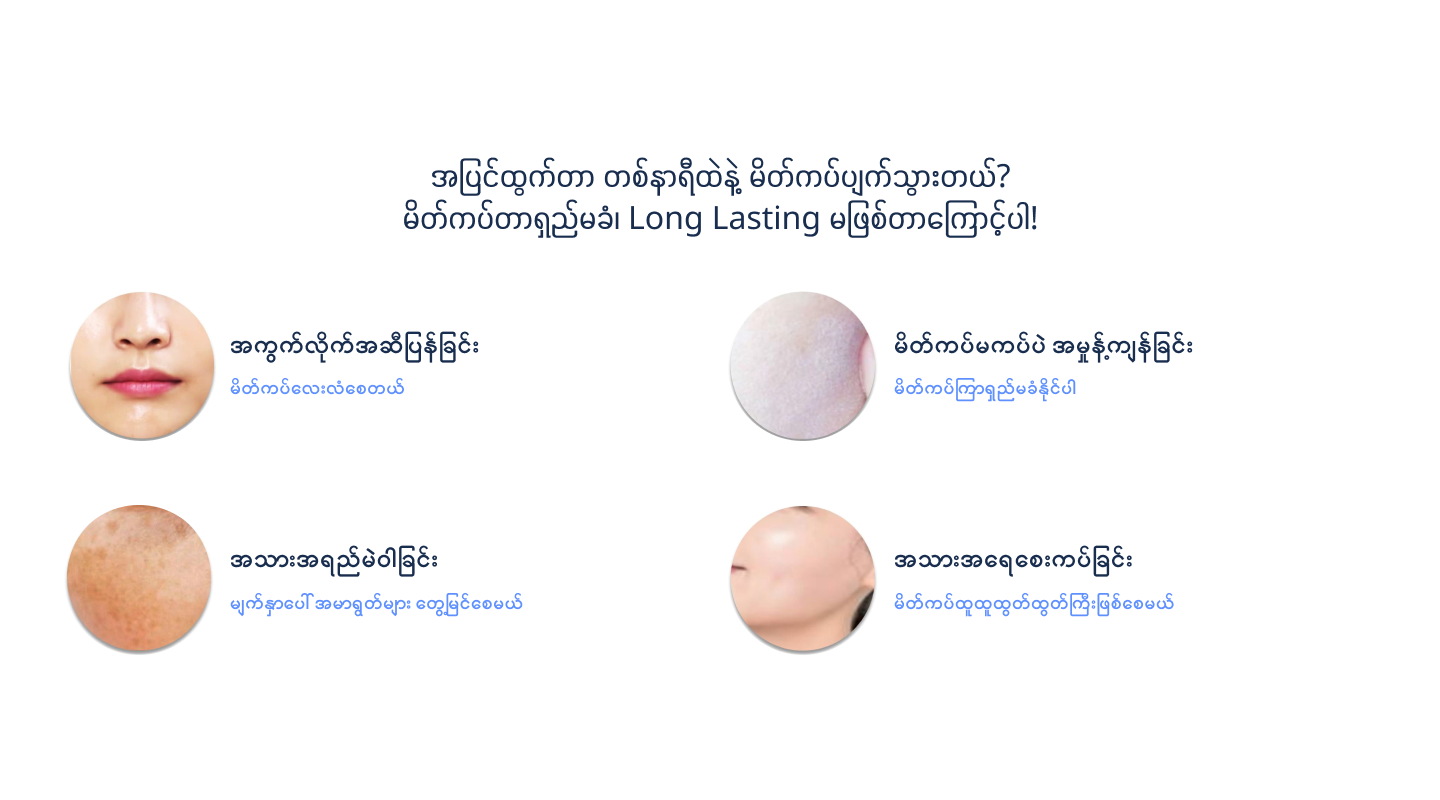 အပြင်ထွက်တာ တစ်နာရီထဲနဲ့ မိတ်ကပ်ပျက်သွားတယ်?
မိတ်ကပ်တာရှည်မခံ၊ Long Lasting မဖြစ်တာကြောင့်ပါ!
အကွက်လိုက်အဆီပြန်ခြင်း
မိတ်ကပ်လေးလံစေတယ်
မိတ်ကပ်မကပ်ပဲ အမှုန့်ကျန်ခြင်း
မိတ်ကပ်ကြာရှည်မခံနိုင်ပါ
အသားအရည်မဲဝါခြင်း
မျက်နှာပေါ် အမာရွတ်များ တွေ့မြင်စေမယ်
အသားအရေစေးကပ်ခြင်း
မိတ်ကပ်ထူထူထွတ်ထွတ်ကြီးဖြစ်စေမယ်